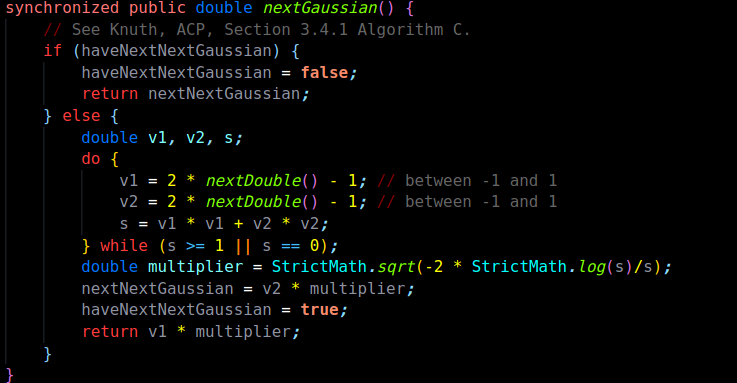 synchronized public double nextGaussian() {
    // See Knuth, ACP, Section 3.4.1 Algorithm C.
    if (haveNextNextGaussian) {
        haveNextNextGaussian = false;
        return nextNextGaussian;
    } else {
        double v1, v2, s;
        do {
            v1 = 2 * nextDouble() - 1; // between -1 and 1
            v2 = 2 * nextDouble() - 1; // between -1 and 1
            s = v1 * v1 + v2 * v2;
        } while (s >= 1 || s == 0);
        double multiplier = StrictMath.sqrt(-2 * StrictMath.log(s)/s);
        nextNextGaussian = v2 * multiplier;
        haveNextNextGaussian = true;
        return v1 * multiplier;
    }
}